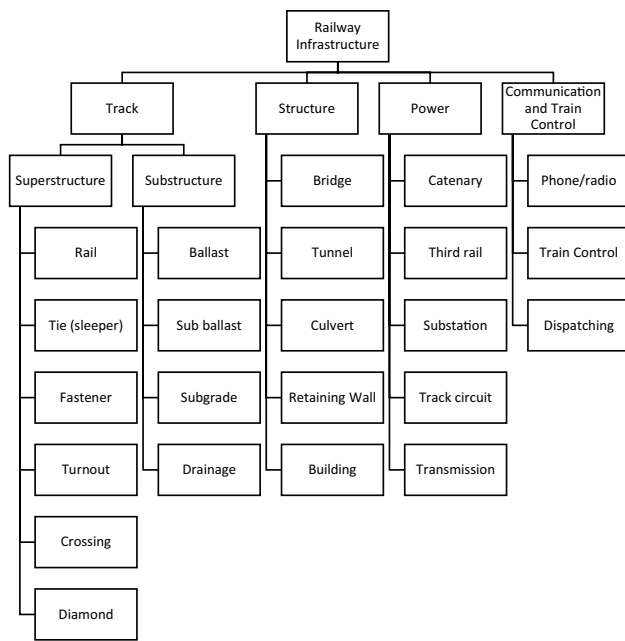 Railway
Infrastructure
Track
Structure
Power
Communication
and Train
Control
Superstructure
Substructure
Bridge
Catenary
Phone/radio
Rail
Ballast
Tunnel
Third rail
Train Control
Tie (sleeper)
Sub ballast
Culvert
Substation
Dispatching
Fastener
Subgrade
Retaining Wall
Track circuit
Turnout
Drainage
Building
Transmission
Crossing
Diamond